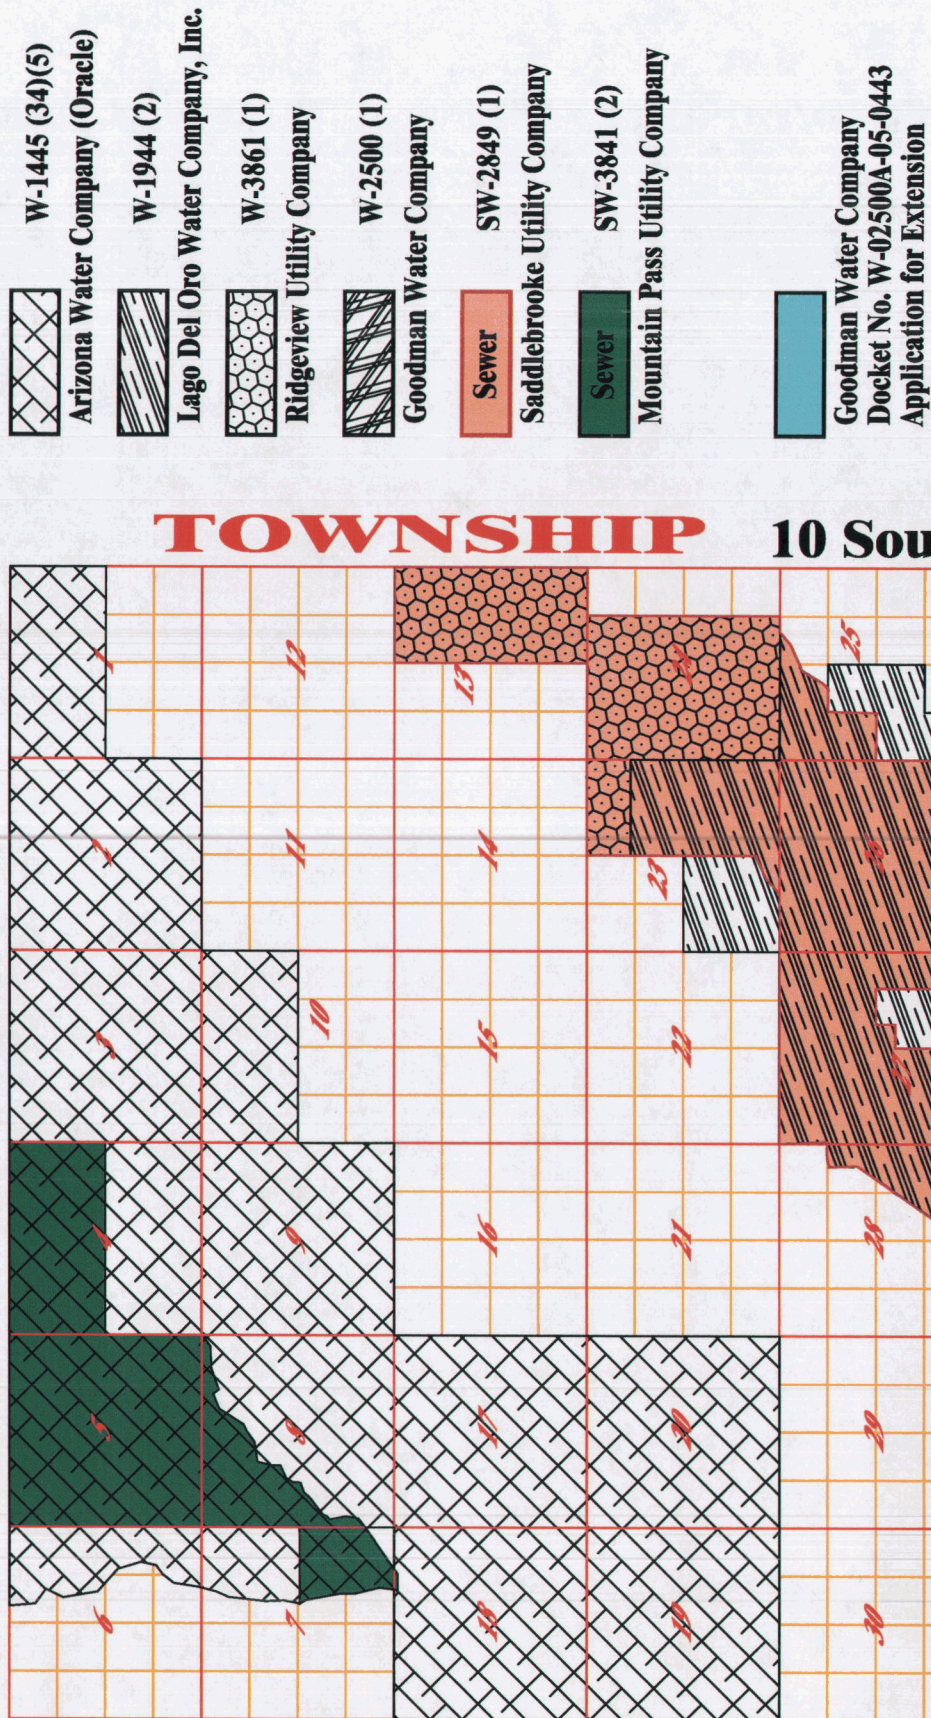 W-1445 (34)(5)
Arizona Water Company (Oracle)
W-1944 (2)
Lago Del Oro Water Company, Inc.
W-3861 (1)
Ridgeview Utility Company
W-2500 (1)
Goodman Water Company
SW-2849 (1)
Sewer
Saddlebrooke Utility Company
SW-3841 (2)
Sewer
Mountain Pass Utility Company
Goodman Water Company
Docket No. W-02500A-05-0443
Application for Extension
TOWNSHIP 10 Sou
6 5 4 3 2 1
7 8 9 10 11 12
18 17 16 15 14 13
19 20 21 22 23 24
30 29 28 27 26 25